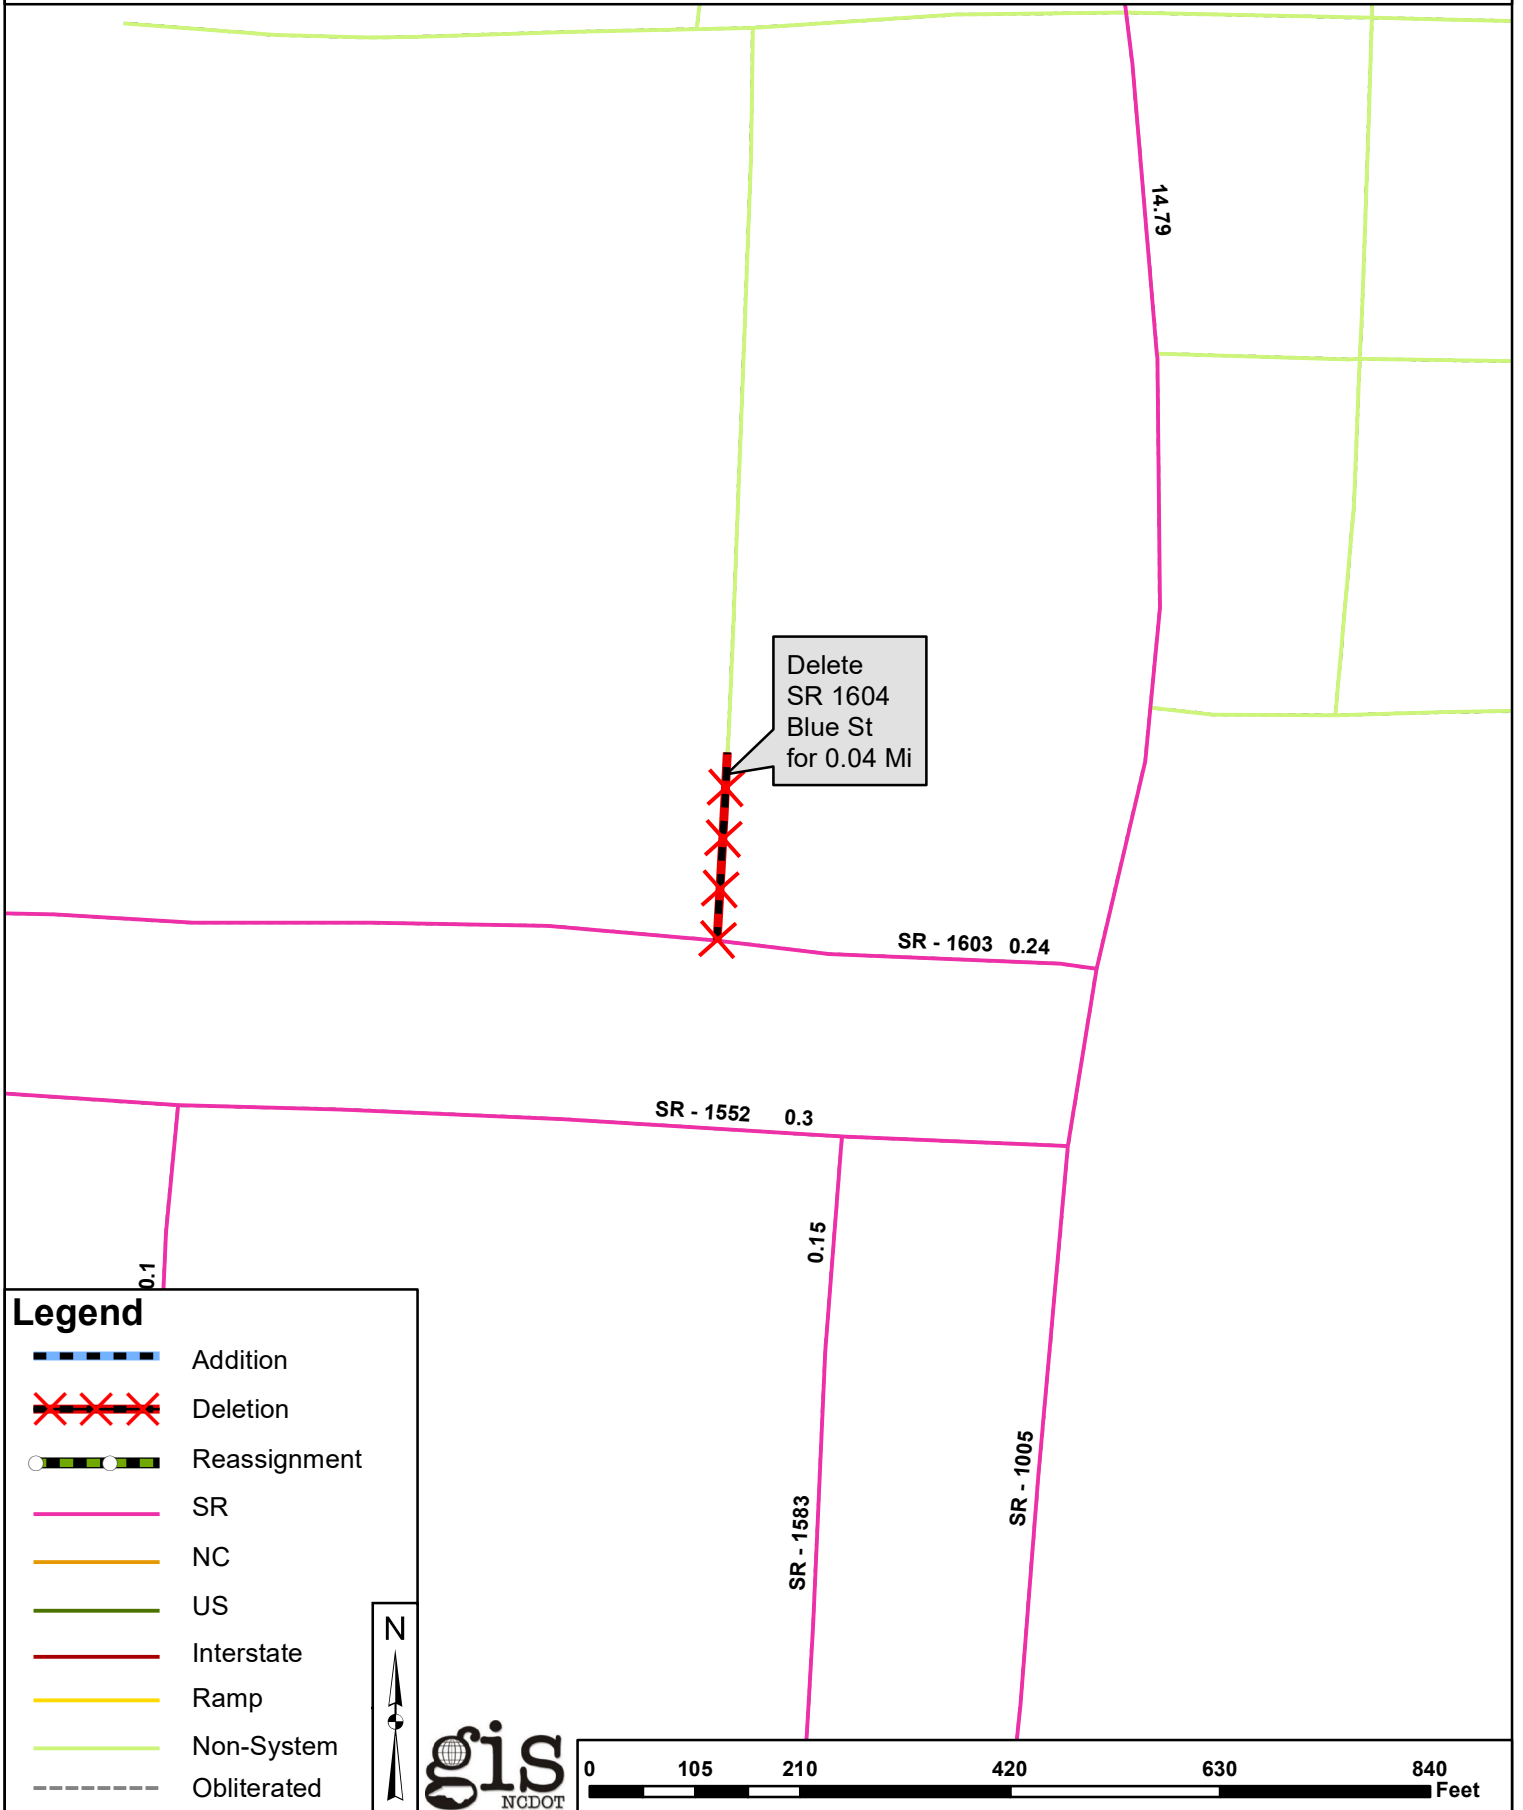 14.79
Delete
SR 1604
Blue St
for 0.04 Mi
SR - 1603 0.24
SR - 1552 0.3
0.15
0.1
SR - 1583
SR - 1005
Legend
Addition
Deletion
Reassignment
SR
NC
US
Interstate
Ramp
Non-System
Obliterated
N
gis
NCDOT
0 105 210 420 630 840
Feet